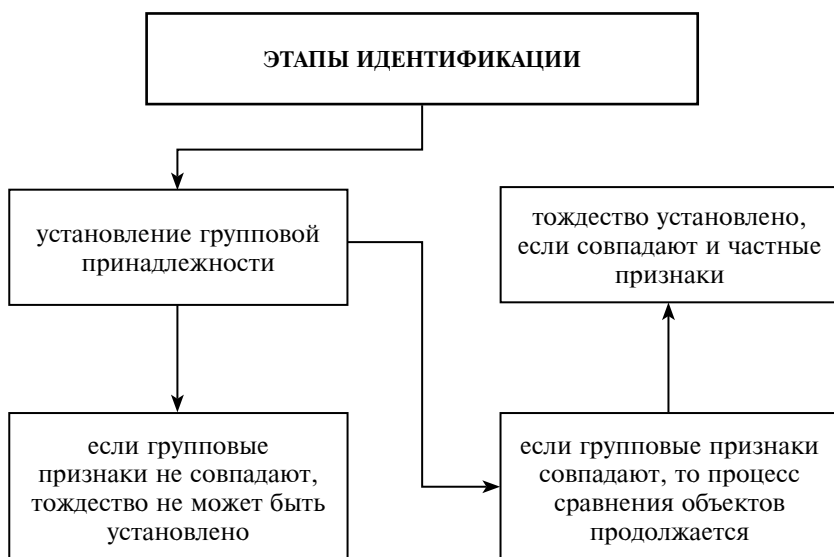 ЭТАПЫ ИДЕНТИФИКАЦИИ
установление групповой
принадлежности
тождество установлено,
если совпадают и частные
признаки
если групповые
признаки не совпадают,
тождество не может быть
установлено
если групповые признаки
совпадают, то процесс
сравнения объектов
продолжается